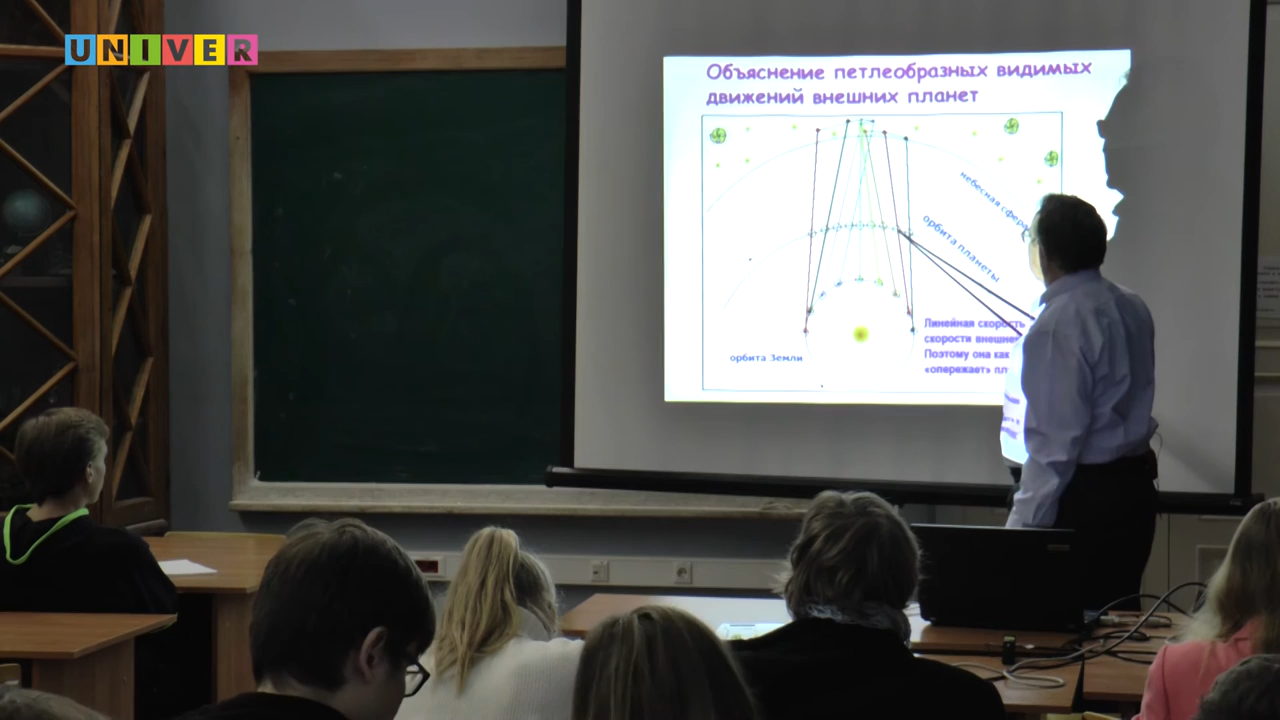 UNIVER
Объяснение петлеобразных видимых
движений внешних планет
небесная сфера
орбита планеты
Линейная скорость
скорости внешне
Поэтому она как
«опережает» пл
орбита Земли